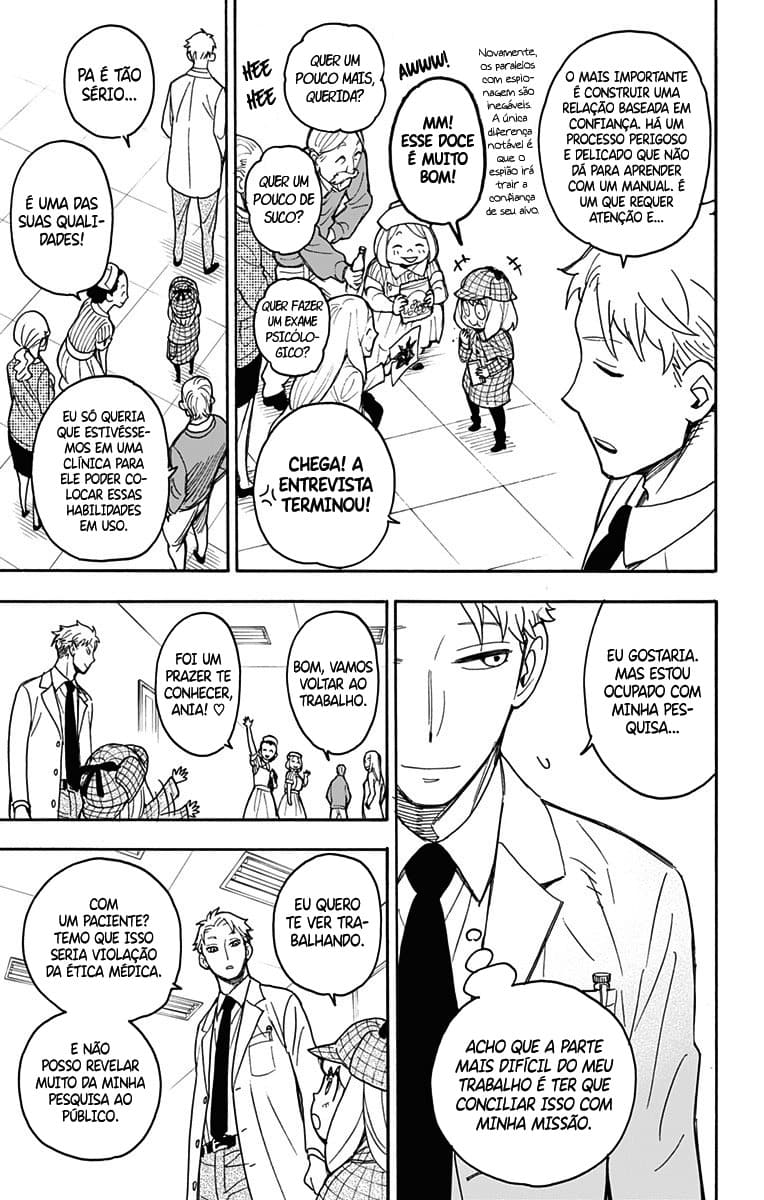 O MAIS IMPORTANTE
É CONSTRUIR UMA
RELAÇÃO BASEADA EM
CONFIANÇA. HÁ UM
PROCESSO PERIGOSO
E DELICADO QUE NÃO
DÁ PARA APRENDER
COM UM MANUAL. É
UM QUE REQUER
ATENÇÃO E...
Novamente,
os paralelos
com espio-
nagem são
inegáveis.
A única
diferença
notável é
que o
espião irá
trair a
confiança
de seu alvo.
AWWW!
MM!
ESSE DOCE
É MUITO
BOM!
QUER UM
POUCO MAIS,
QUERIDA?
HEE
HEE
QUER UM
POUCO DE
SUCO?
QUER FAZER
UM EXAME
PSICÓLO-
GICO?
CHEGA! A
ENTREVISTA
TERMINOU!
PA É TÃO
SÉRIO...
É UMA DAS
SUAS QUALI-
DADES!
EU SÓ QUERIA
QUE ESTIVÉSSE-
MOS EM UMA
CLÍNICA PARA
ELE PODER CO-
LOCAR ESSAS
HABILIDADES
EM USO.
EU GOSTARIA.
MAS ESTOU
OCUPADO COM
MINHA PES-
QUISA...
ACHO QUE A PARTE
MAIS DIFÍCIL DO MEU
TRABALHO É TER QUE
CONCILIAR ISSO COM
MINHA MISSÃO.
BOM, VAMOS
VOLTAR AO
TRABALHO.
FOI UM
PRAZER TE
CONHECER,
ANIA! ♡
EU QUERO
TE VER TRA-
BALHANDO.
COM
UM PACIENTE?
TEMO QUE ISSO
SERIA VIOLAÇÃO
DA ÉTICA MÉDICA.
E NÃO
POSSO REVELAR
MUITO DA MINHA
PESQUISA AO
PÚBLICO.